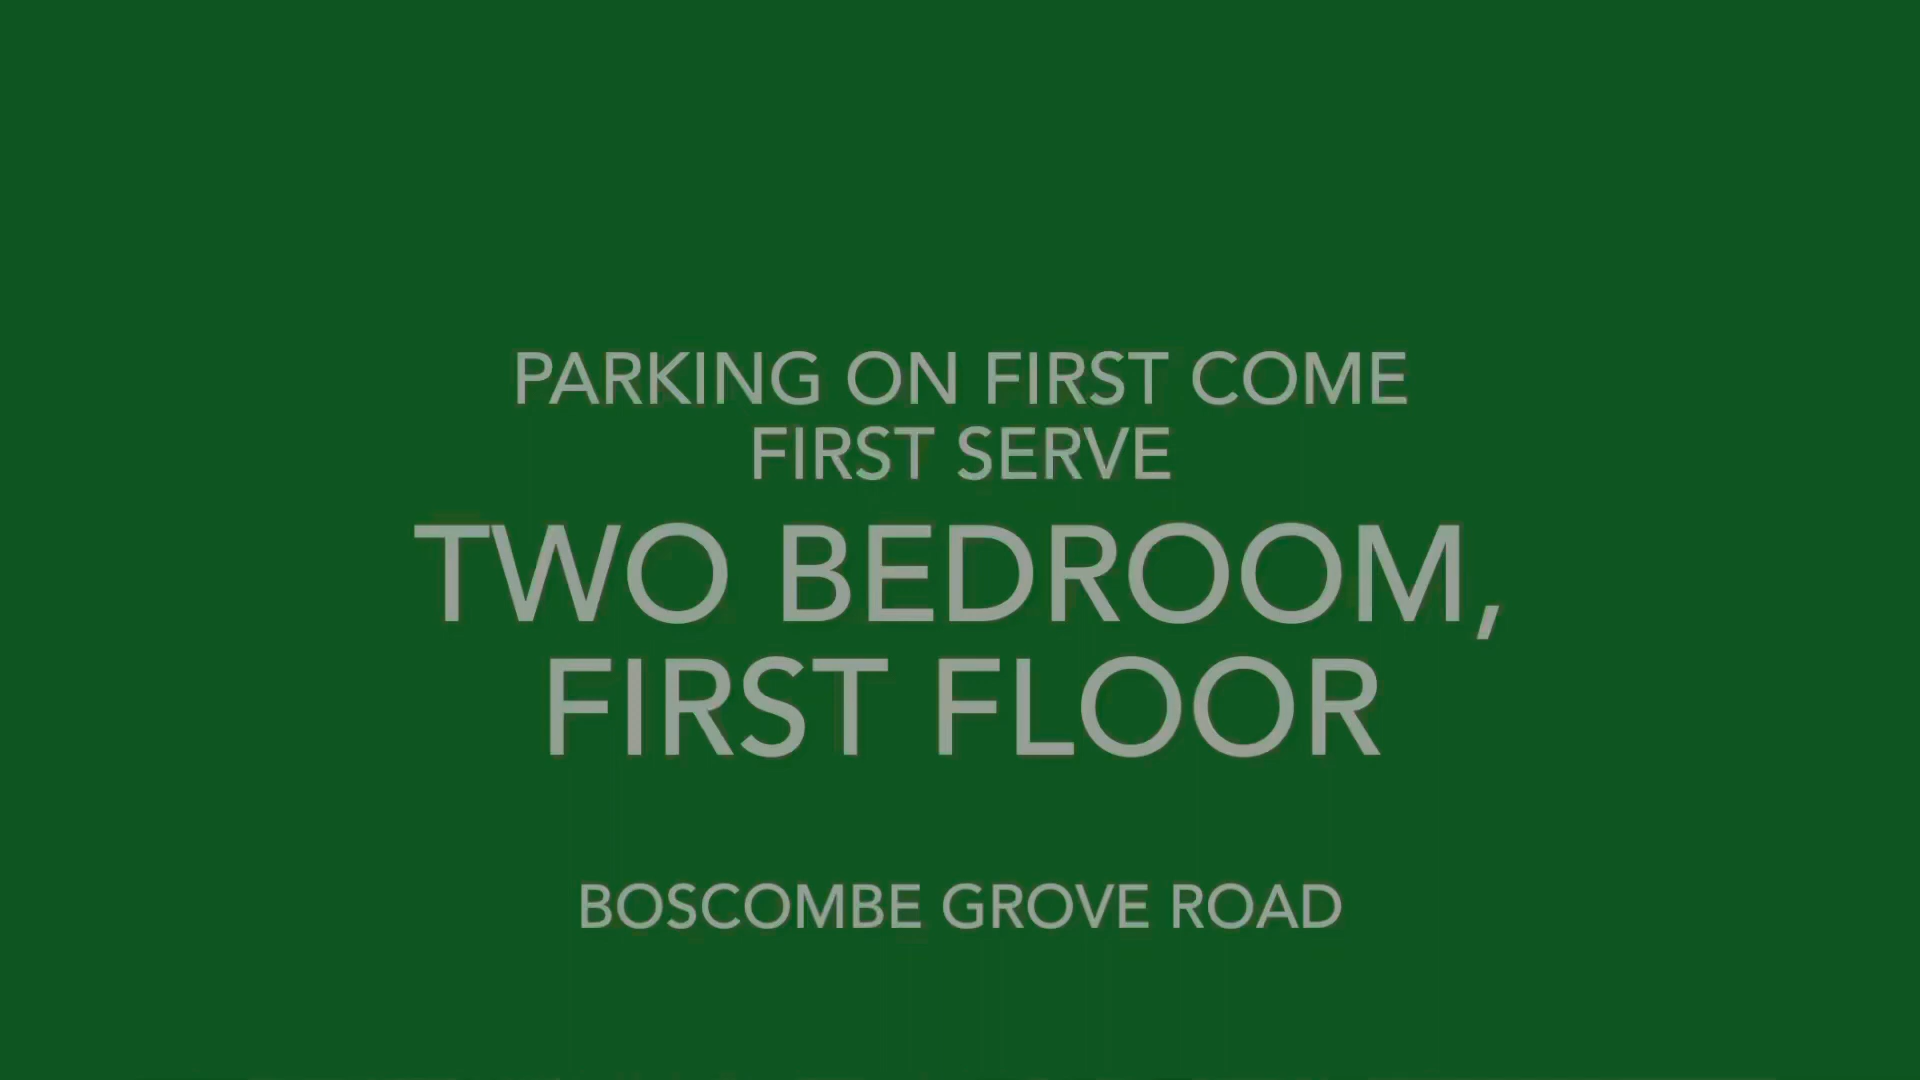 PARKING ON FIRST COME
FIRST SERVE
TWO BEDROOM,
FIRST FLOOR
BOSCOMBE GROVE ROAD